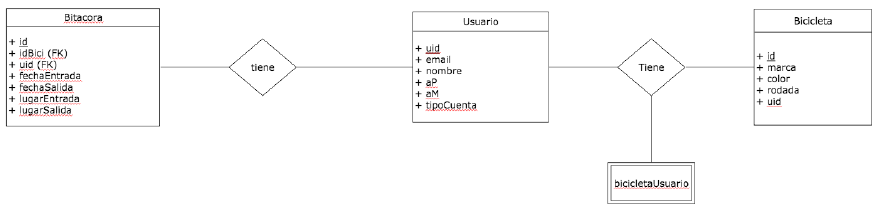 Bitacora
+ id
+ idBici (FK)
+ uid (FK)
+ fechaEntrada
+ fechaSalida
+ lugarEntrada
+ lugarSalida
tiene
Usuario
+ uid
+ email
+ nombre
+ aP
+ aM
+ tipoCuenta
Tiene
Bicicleta
+ id
+ marca
+ color
+ rodada
+ uid
bicicletaUsuario